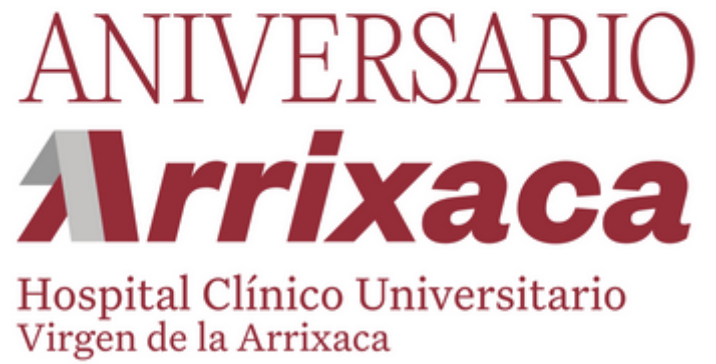 ANIVERSARIO
Arrixaca
Hospital Clínico Universitario
Virgen de la Arrixaca